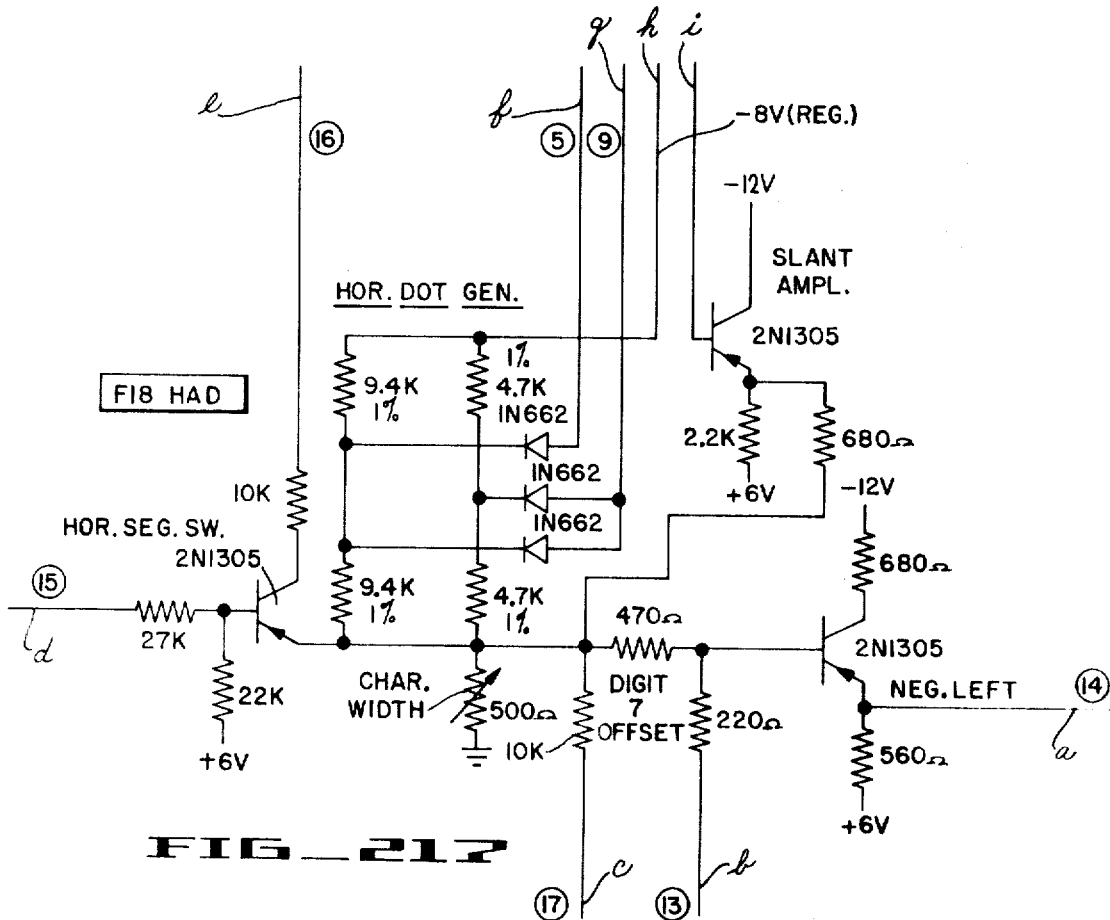 e
f
g
h
i
16
5
9
-8V(REG.)
-12V
SLANT
AMPL.
2N1305
HOR. DOT GEN.
F18 HAD
9.4K
1%
1%
4.7K
1N662
1N662
1N662
2.2K
+6V
680Ω
10K
HOR. SEG. SW.
2N1305
15
d
27K
22K
+6V
9.4K
1%
4.7K
1%
CHAR.
WIDTH
500Ω
470Ω
DIGIT
7
OFFSET
10K
220Ω
-12V
680Ω
2N1305
NEG. LEFT
14
a
560Ω
+6V
FIG_217
17
c
13
b